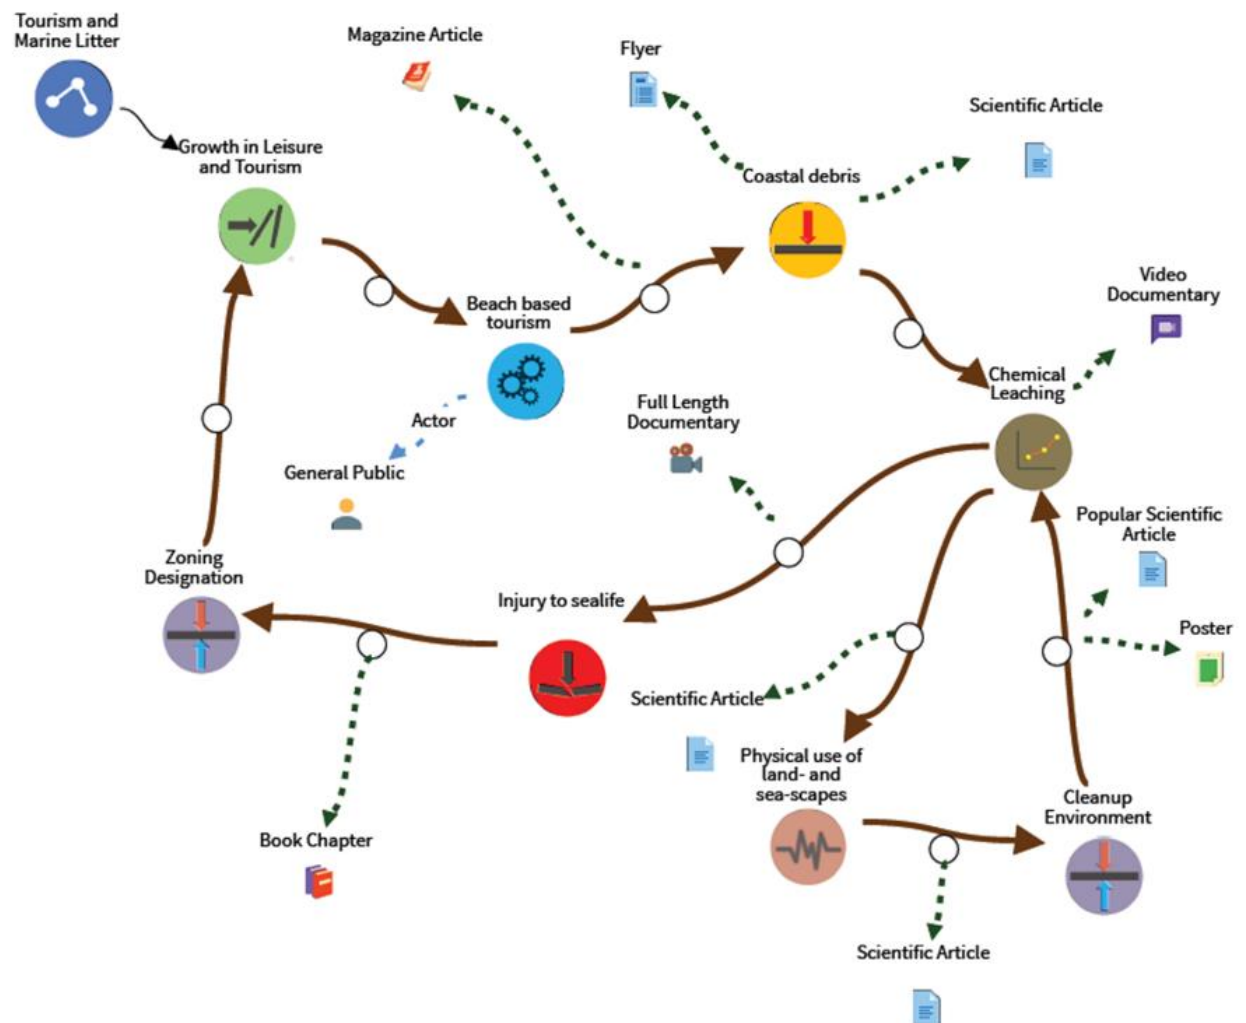 Tourism and
Marine Litter
Magazine Article
Flyer
Scientific Article
Growth in Leisure
and Tourism
Coastal debris
Video
Documentary
Beach based
tourism
Chemical
Leaching
Actor
Full Length
Documentary
General Public
Popular Scientific
Article
Zoning
Designation
Injury to sealife
Poster
Scientific Article
Physical use of
land- and
sea-scapes
Cleanup
Environment
Book Chapter
Scientific Article